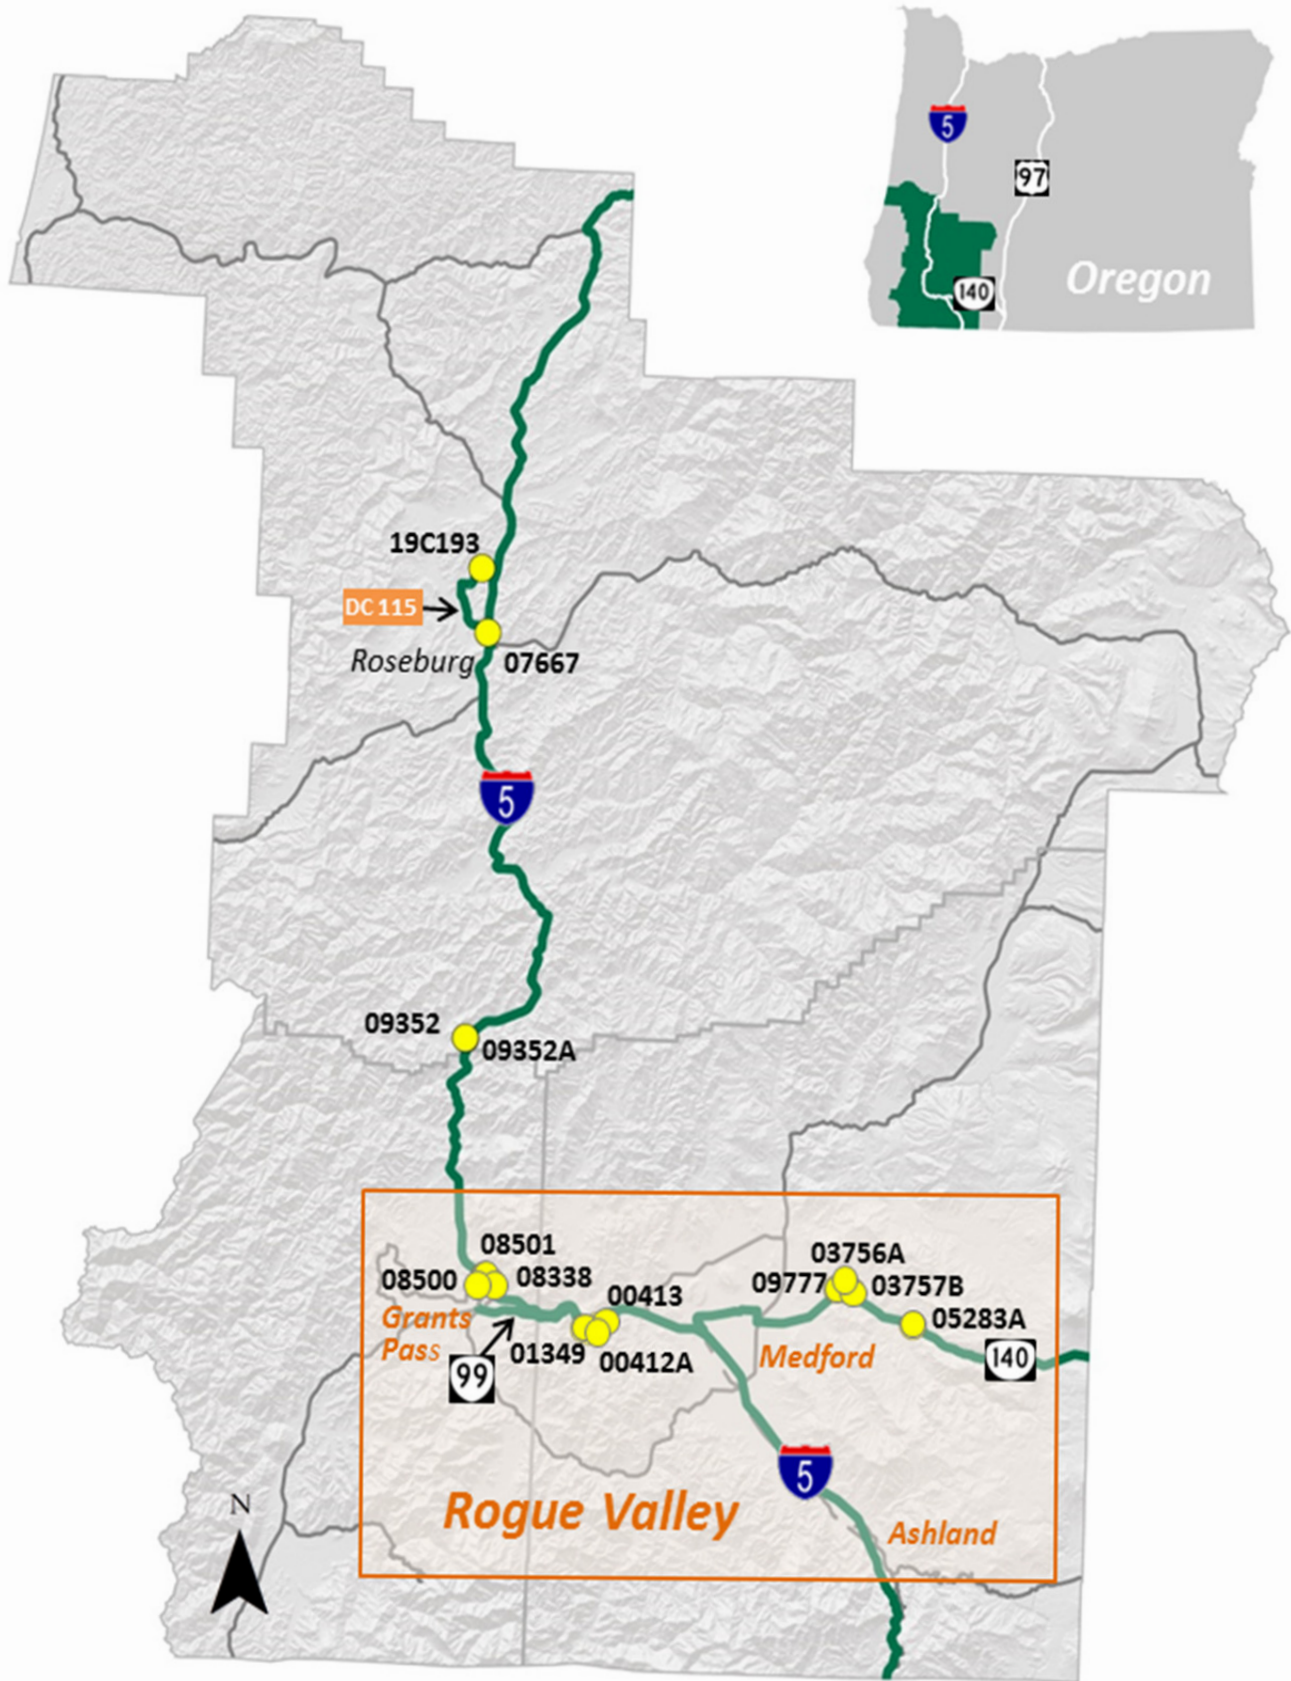 5
97
140
Oregon
19C193
DC 115
Roseburg
07667
5
09352
09352A
08501
08500
08338
Grants
Pass
00413
01349
00412A
99
03756A
09777
03757B
05283A
Medford
140
5
Rogue Valley
Ashland
N